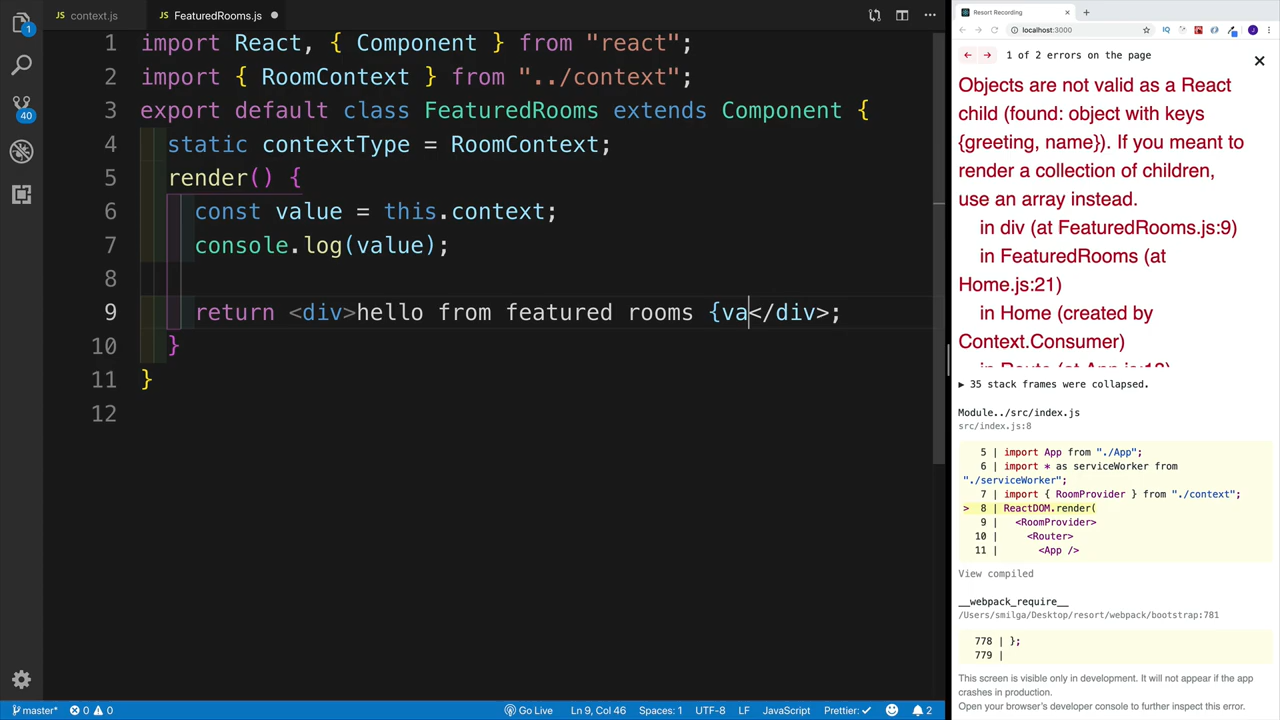 context.js
FeaturedRooms.js
1 import React, { Component } from "react";
2 import { RoomContext } from "../context";
3 export default class FeaturedRooms extends Component {
4 static contextType = RoomContext;
5 render() {
6 const value = this.context;
7 console.log(value);
8
9 return <div>hello from featured rooms {va</div>;
10 }
11 }
12
1
40
master*
0
0
Go Live
Ln 9, Col 46
Spaces: 1
UTF-8
LF
JavaScript
Prettier: ✓
2
Resort Recording
localhost:3000
1 of 2 errors on the page
Objects are not valid as a React
child (found: object with keys
{greeting, name}). If you meant to
render a collection of children,
use an array instead.
in div (at FeaturedRooms.js:9)
in FeaturedRooms (at
Home.js:21)
in Home (created by
Context.Consumer)
in Route (at App.js:13)
▶ 35 stack frames were collapsed.
Module../src/index.js
src/index.js:8
5 | import App from "./App";
6 | import * as serviceWorker from
"./serviceWorker";
7 | import { RoomProvider } from "./context";
> 8 | ReactDOM.render(
9 | <RoomProvider>
10 | <Router>
11 | <App />
View compiled
__webpack_require__
/Users/smilga/Desktop/resort/webpack/bootstrap:781
778 | };
779 |
This screen is visible only in development. It will not appear if the app
crashes in production.
Open your browser's developer console to further inspect this error.